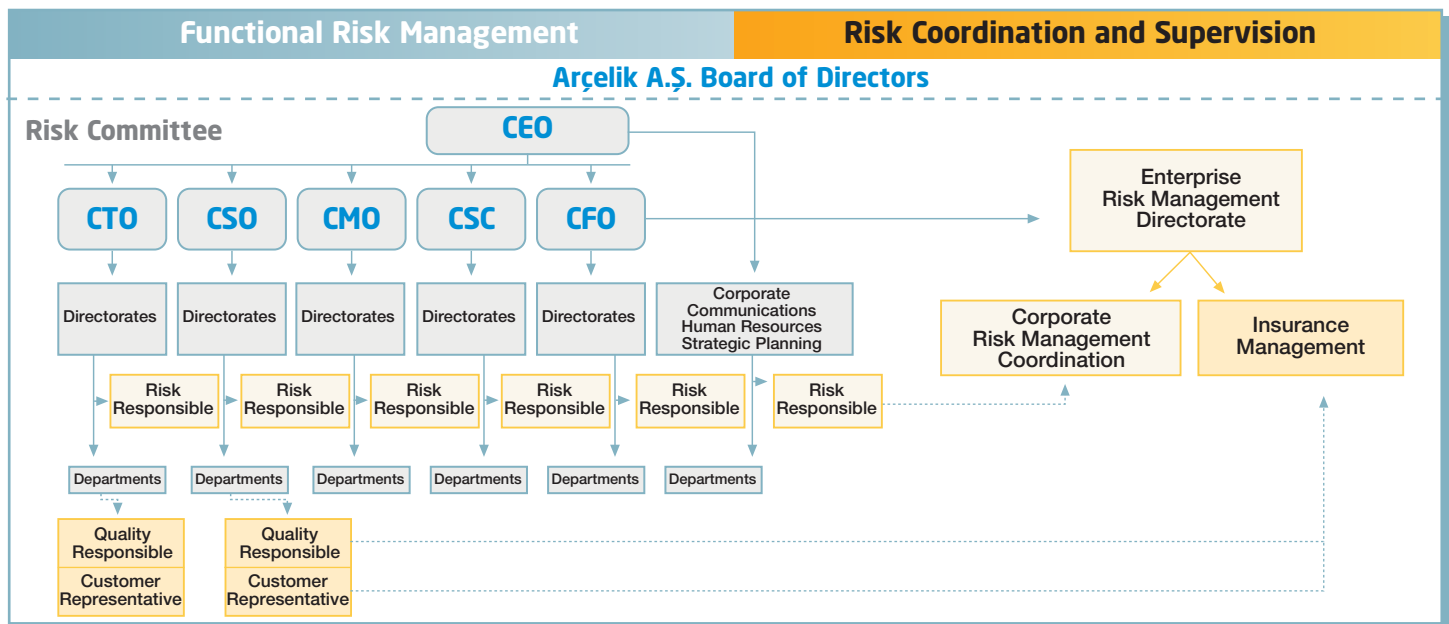 Functional Risk Management
Risk Coordination and Supervision
Arçelik A.Ş. Board of Directors
Risk Committee
CEO
CTO
CSO
CMO
CSC
CFO
Enterprise
Risk Management
Directorate
Directorates
Directorates
Directorates
Directorates
Directorates
Corporate
Communications
Human Resources
Strategic Planning
Corporate
Risk Management
Coordination
Insurance
Management
Risk
Responsible
Risk
Responsible
Risk
Responsible
Risk
Responsible
Risk
Responsible
Risk
Responsible
Departments
Departments
Departments
Departments
Departments
Departments
Quality
Responsible
Customer
Representative
Quality
Responsible
Customer
Representative